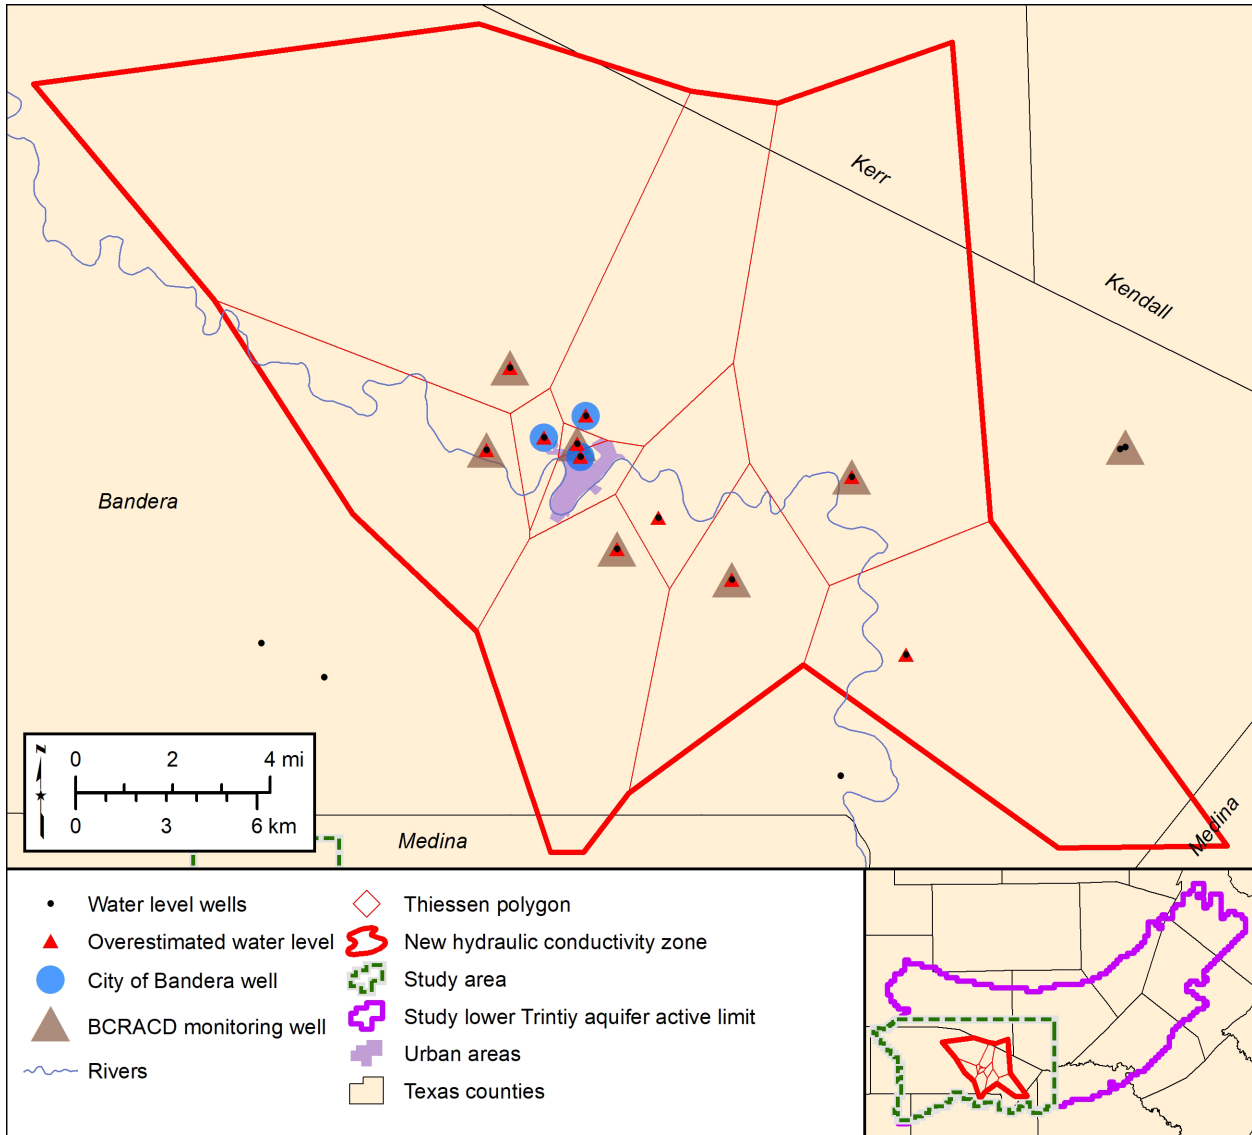 Kerr
Kendall
Bandera
N
0 2 4 mi
0 3 6 km
Medina
Medina
Water level wells
Overestimated water level
City of Bandera well
BCRACD monitoring well
Rivers
Thiessen polygon
New hydraulic conductivity zone
Study area
Study lower Trintiy aquifer active limit
Urban areas
Texas counties